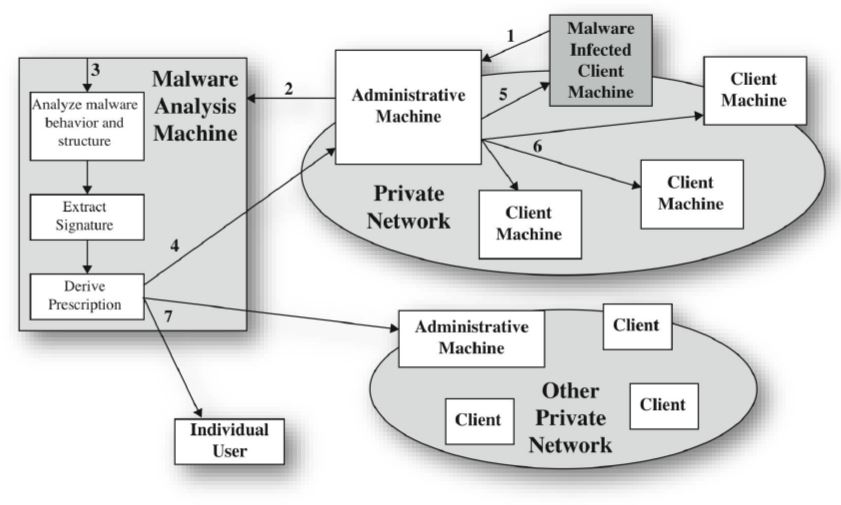 3
Malware
Analysis
Machine
Analyze malware
behavior and
structure
Extract
Signature
Derive
Prescription
2
4
7
Administrative
Machine
1
Malware
Infected
Client
Machine
5
6
Client
Machine
Client
Machine
Client
Machine
Private
Network
Administrative
Machine
Client
Client
Client
Other
Private
Network
Individual
User